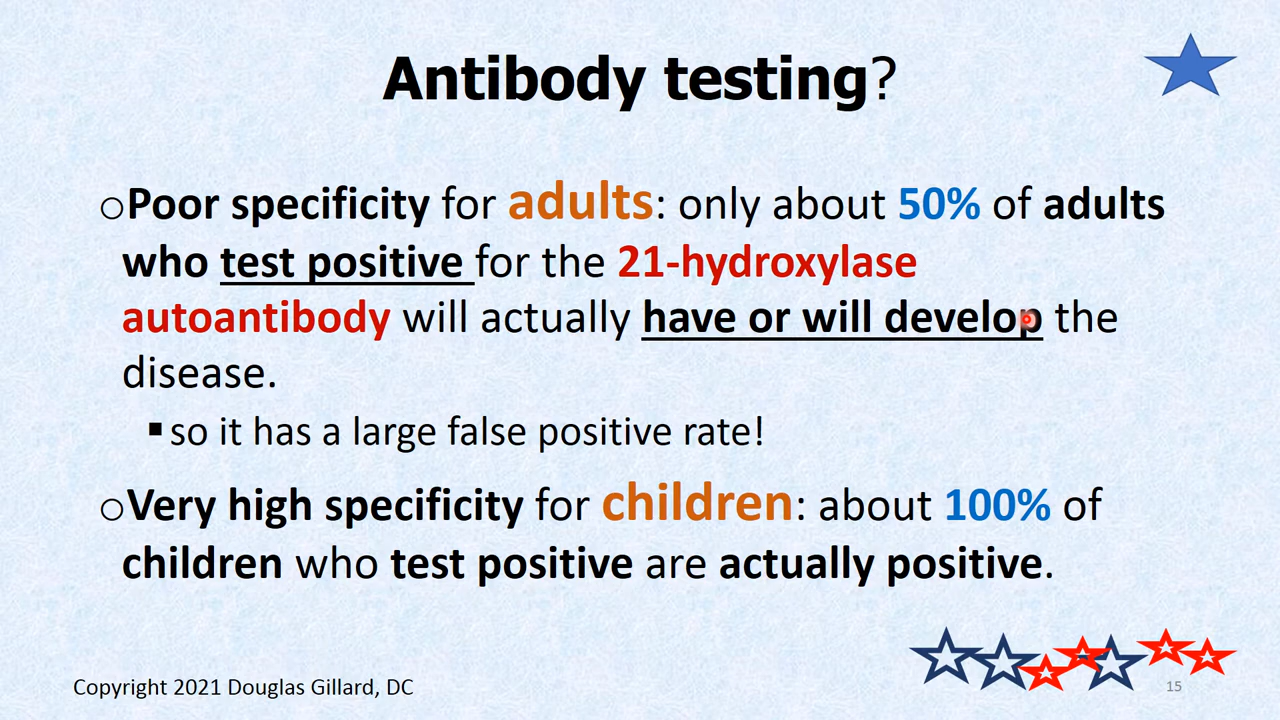 Antibody testing?
○Poor specificity for adults: only about 50% of adults
who test positive for the 21-hydroxylase
autoantibody will actually have or will develop the
disease.
▪so it has a large false positive rate!
○Very high specificity for children: about 100% of
children who test positive are actually positive.
Copyright 2021 Douglas Gillard, DC
15